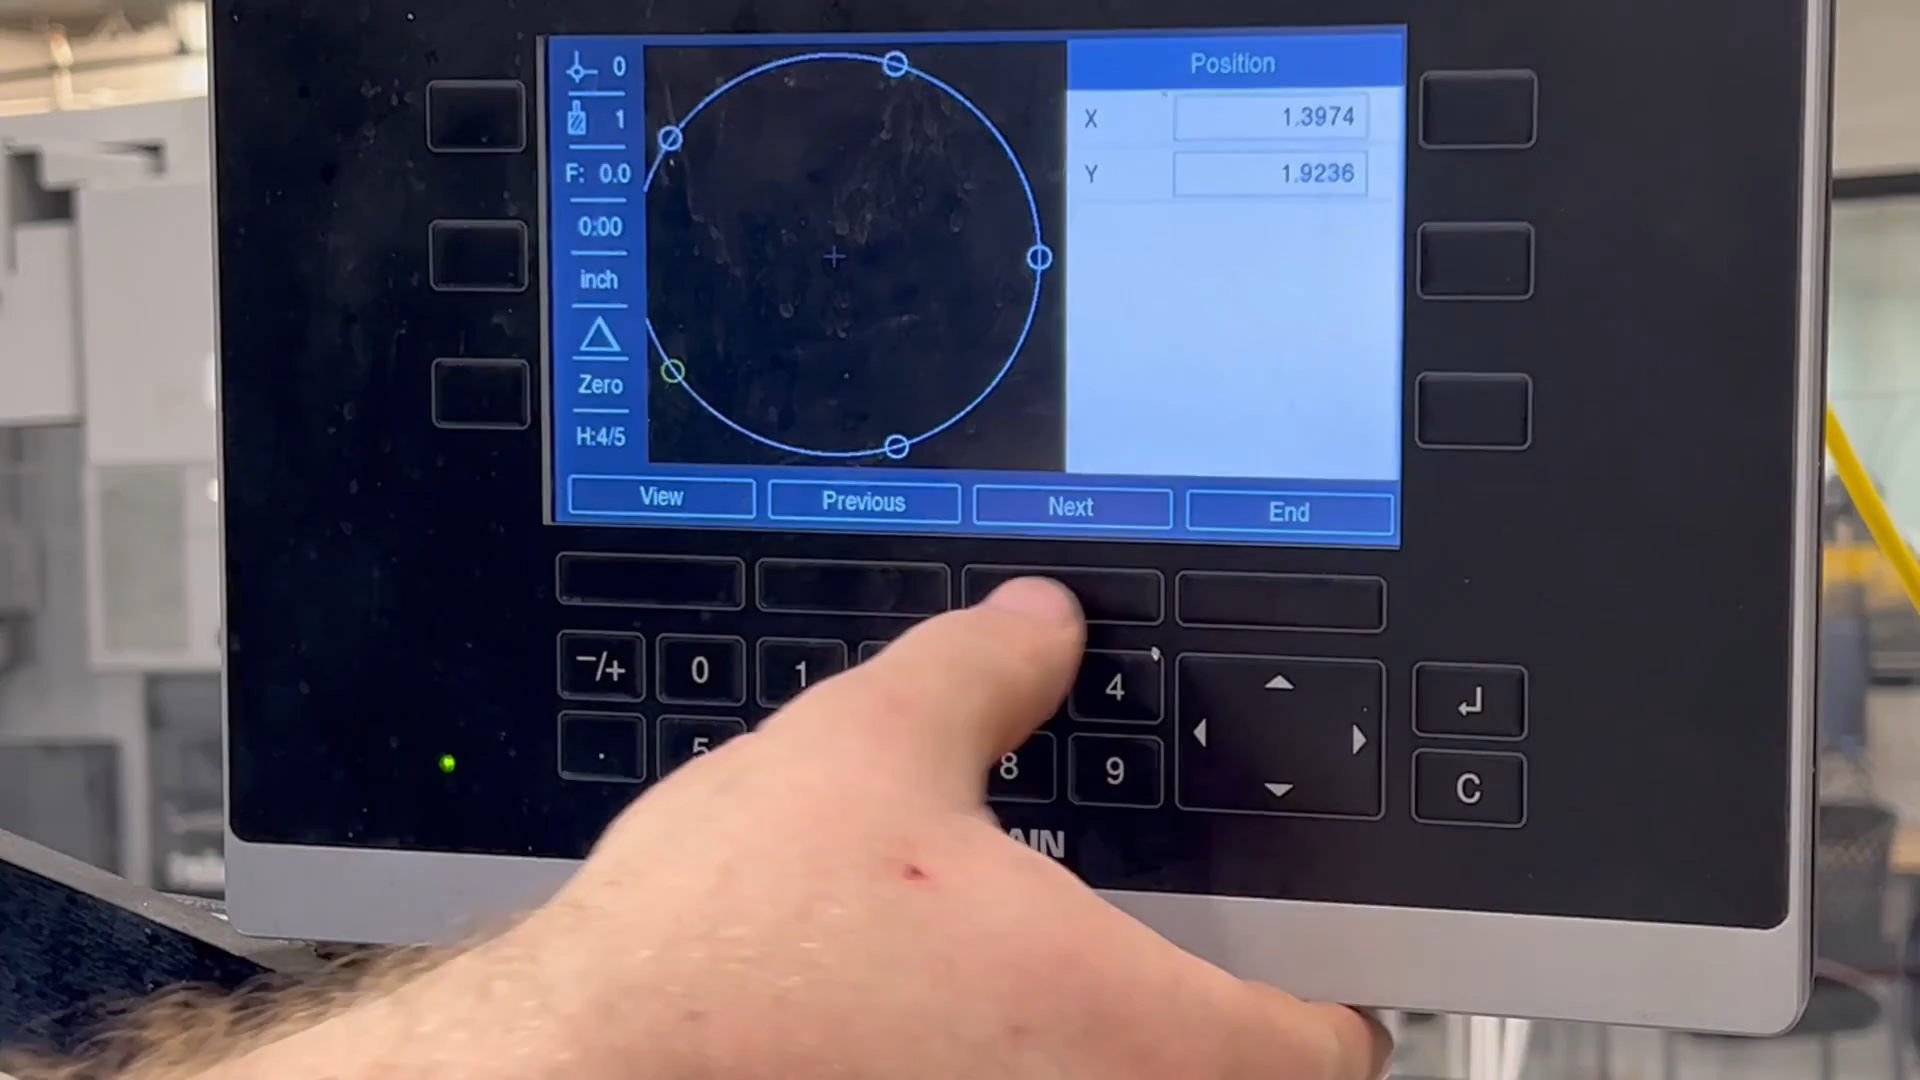 0
1
F: 0.0
0:00
inch
Zero
H:4/5
Position
X 1.3974
Y 1.9236
View Previous Next End
−/+ 0 1 4
. 5 8 9
C
AIN